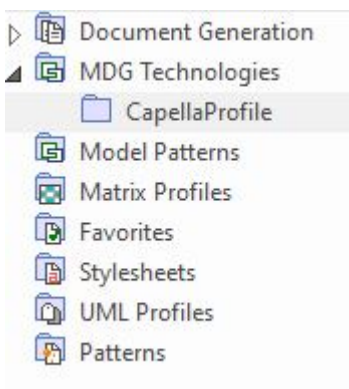 Document Generation
MDG Technologies
CapellaProfile
Model Patterns
Matrix Profiles
Favorites
Stylesheets
UML Profiles
Patterns